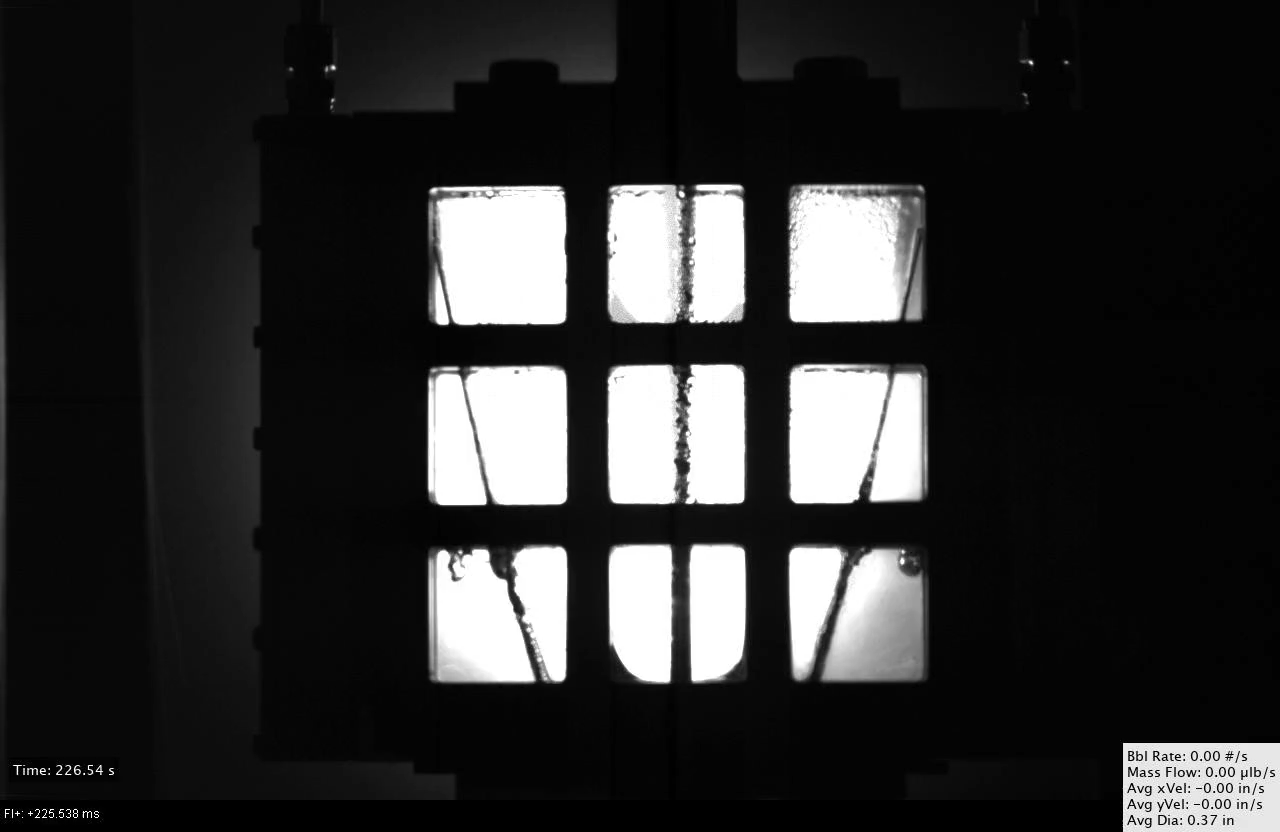 Time: 226.54 s
FI+: +225.538 ms
Bbl Rate: 0.00 #/s
Mass Flow: 0.00 µlb/s
Avg xVel: -0.00 in/s
Avg yVel: -0.00 in/s
Avg Dia: 0.37 in